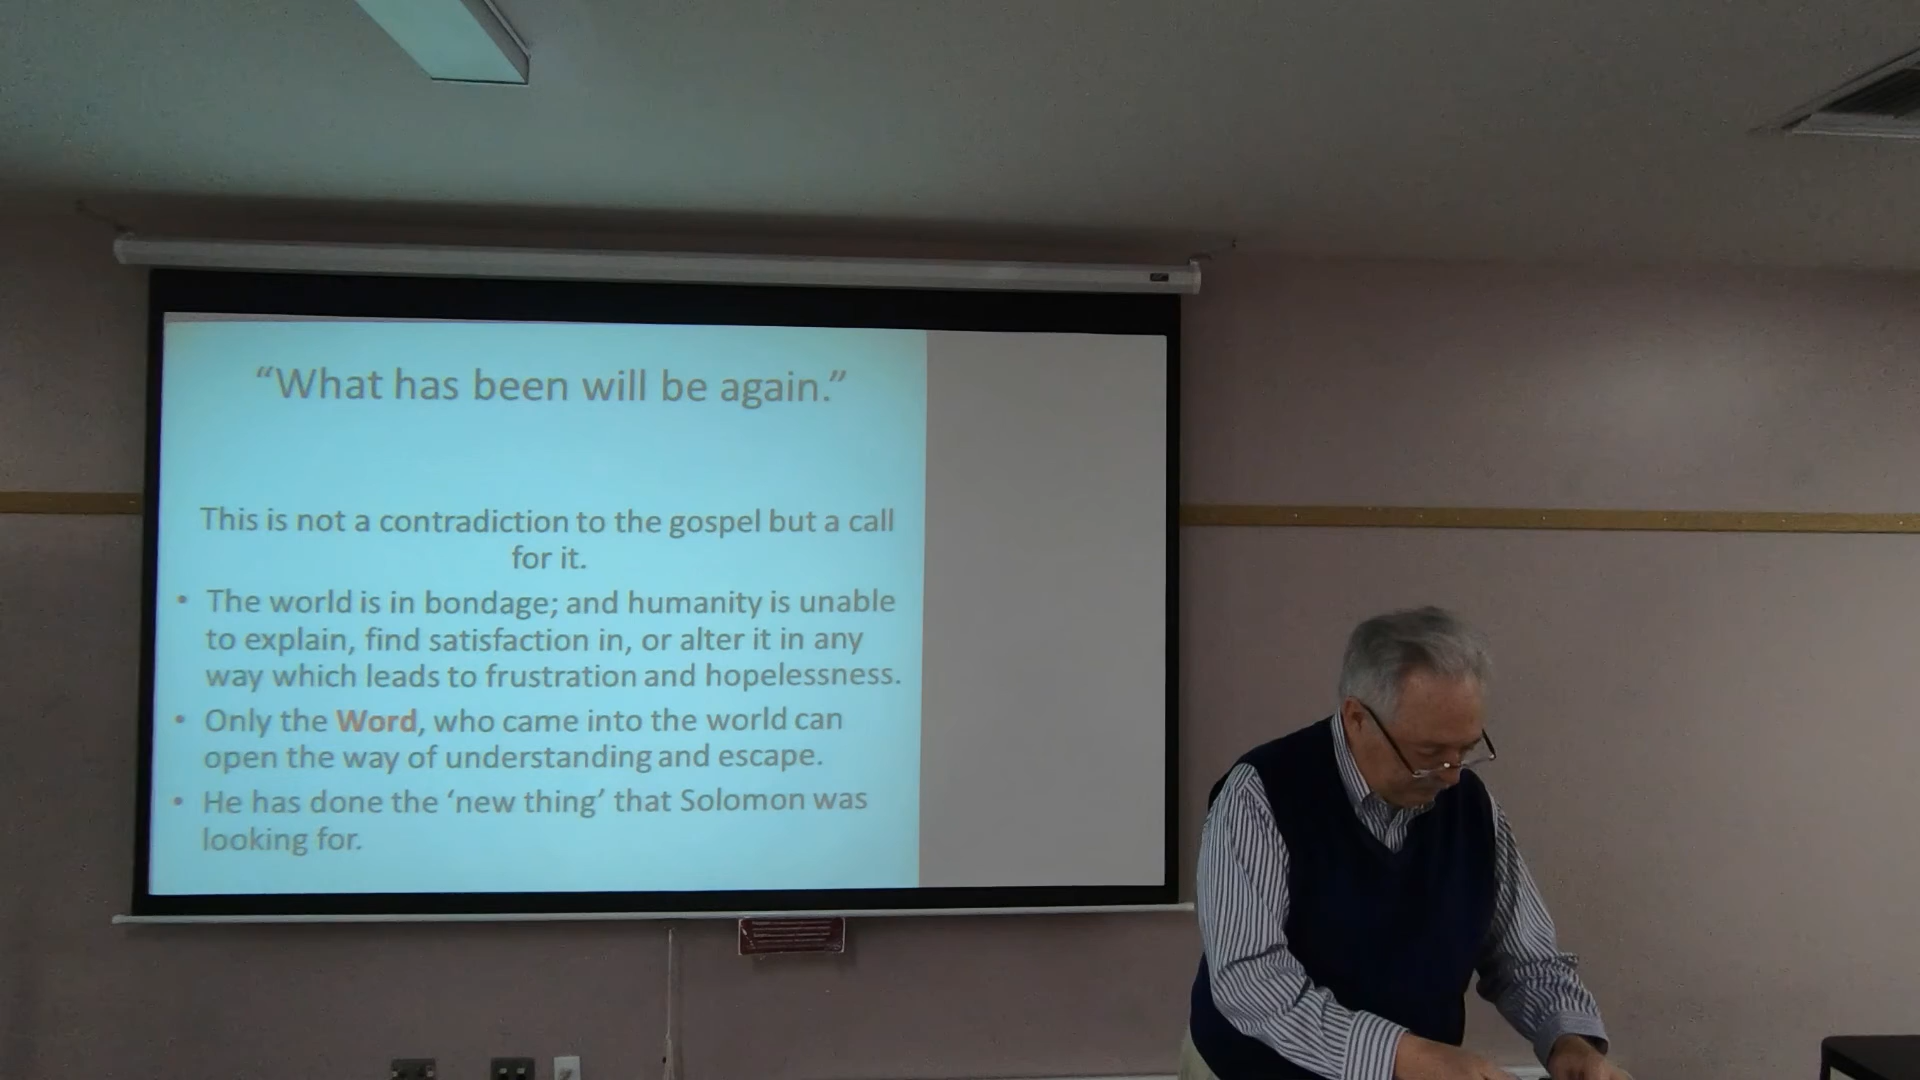 “What has been will be again.”
This is not a contradiction to the gospel but a call
for it.
• The world is in bondage; and humanity is unable
to explain, find satisfaction in, or alter it in any
way which leads to frustration and hopelessness.
• Only the Word, who came into the world can
open the way of understanding and escape.
• He has done the ‘new thing’ that Solomon was
looking for.